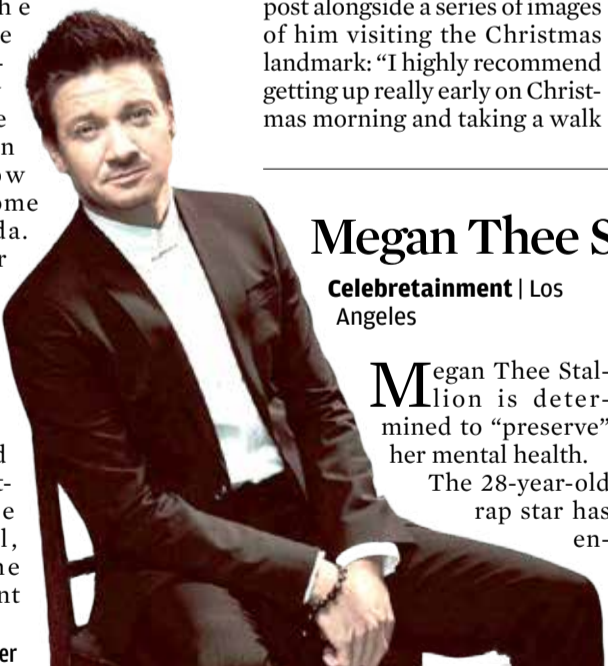 post alongside a series of images
of him visiting the Christmas
landmark: “I highly recommend
getting up really early on Christ-
mas morning and taking a walk
Megan Thee S
Celebretainment | Los
Angeles
Megan Thee Stal-
lion is deter-
mined to “preserve”
her mental health.
The 28-year-old
rap star has
en-